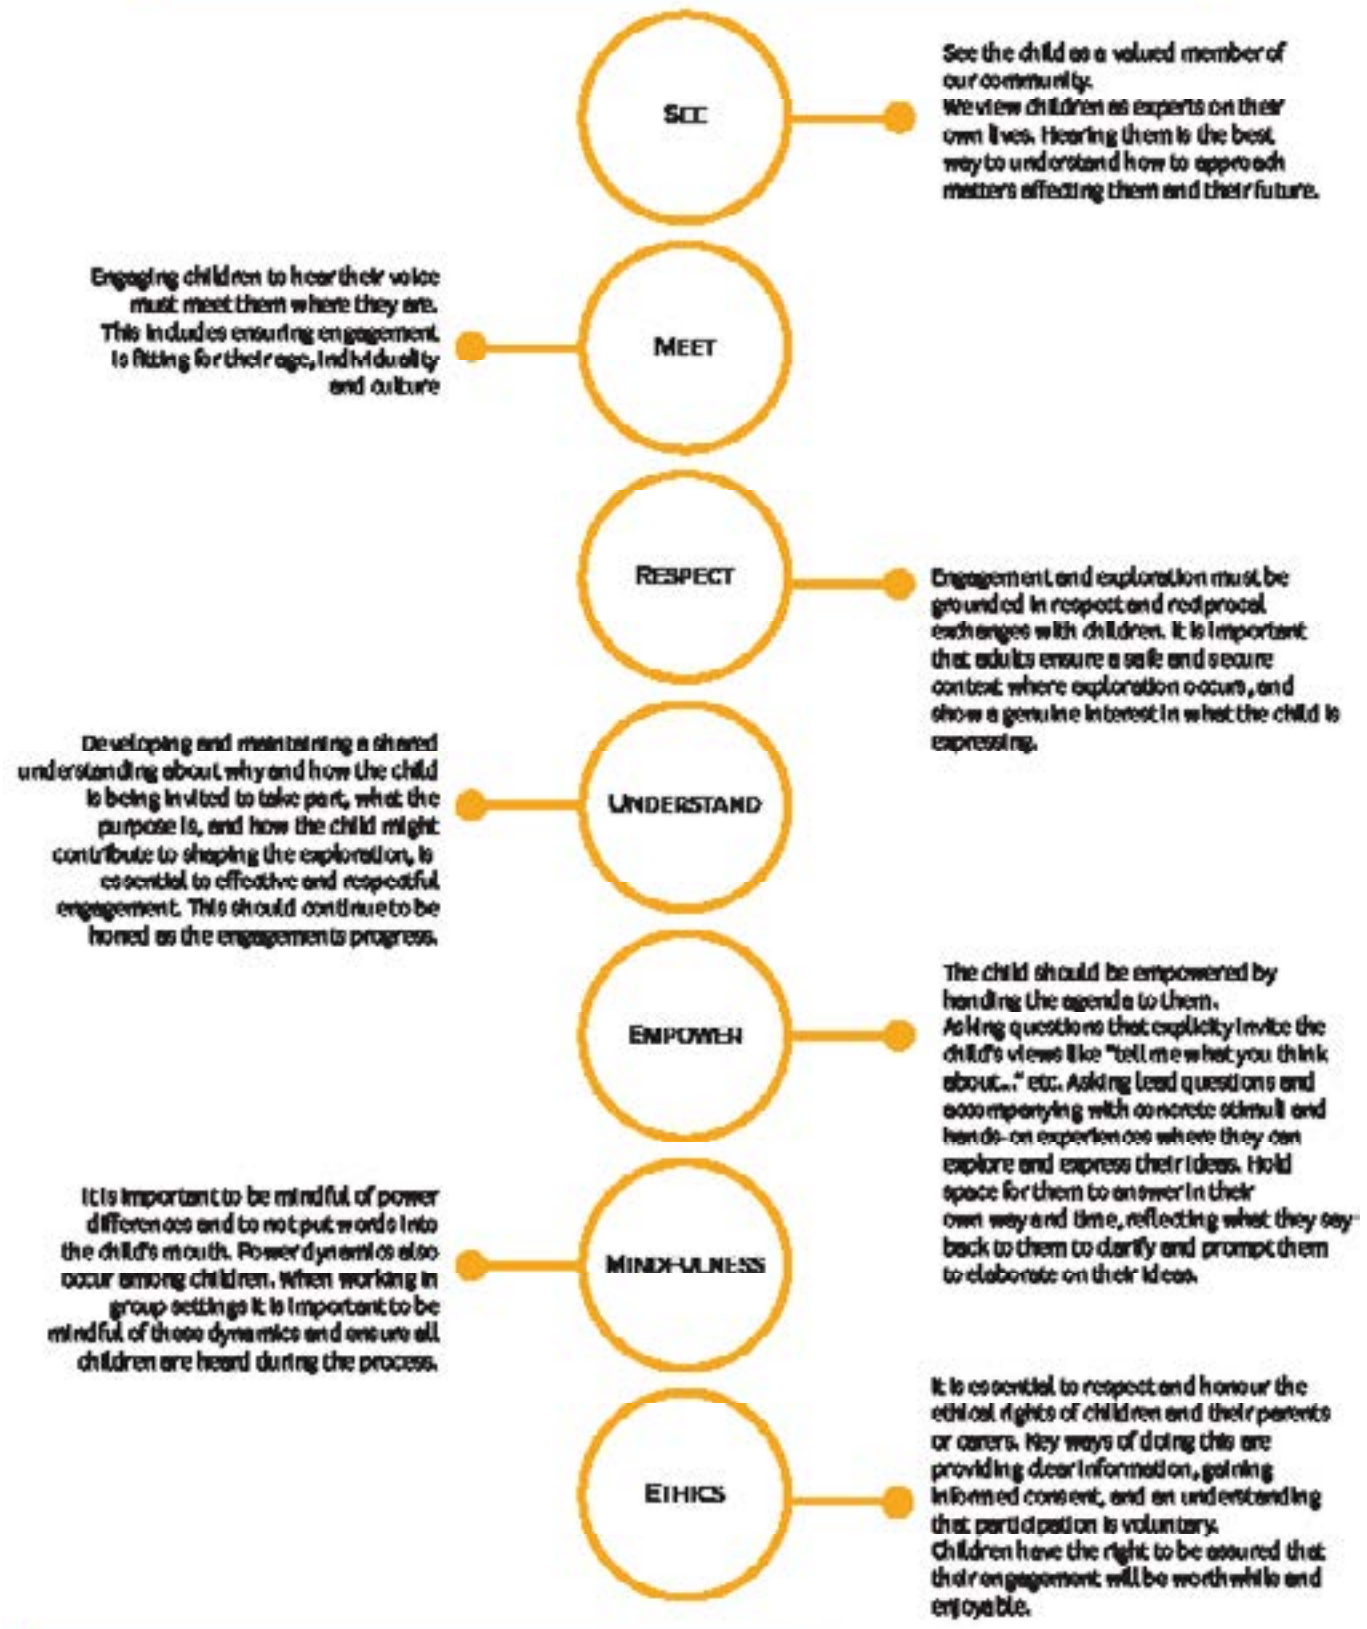 SEE
See the child as a valued member of
our community.
We view children as experts on their
own lives. Hearing them is the best
way to understand how to approach
matters affecting them and their future.
MEET
Engaging children to hear their voice
must meet them where they are.
This includes ensuring engagement
is fitting for their age, individuality
and culture
RESPECT
Engagement and exploration must be
grounded in respect and reciprocal
exchanges with children. It is important
that adults ensure a safe and secure
context where exploration occurs, and
show a genuine interest in what the child is
expressing.
UNDERSTAND
Developing and maintaining a shared
understanding about why and how the child
is being invited to take part, what the
purpose is, and how the child might
contribute to shaping the exploration, is
essential to effective and respectful
engagement. This should continue to be
honed as the engagements progress.
EMPOWER
The child should be empowered by
handing the agenda to them.
Asking questions that explicity invite the
child's views like "tell me what you think
about..." etc. Asking lead questions and
accompanying with concrete stimuli and
hands-on experiences where they can
explore and express their ideas. Hold
space for them to answer in their
own way and time, reflecting what they say
back to them to clarify and prompt them
to elaborate on their ideas.
MINDFULNESS
It is important to be mindful of power
differences and to not put words into
the child's mouth. Power dynamics also
occur among children. When working in
group settings it is important to be
mindful of these dynamics and ensure all
children are heard during the process.
ETHICS
It is essential to respect and honour the
ethical rights of children and their parents
or carers. Key ways of doing this are
providing clear information, gaining
informed consent, and an understanding
that participation is voluntary.
Children have the right to be assured that
their engagement will be worthwhile and
enjoyable.